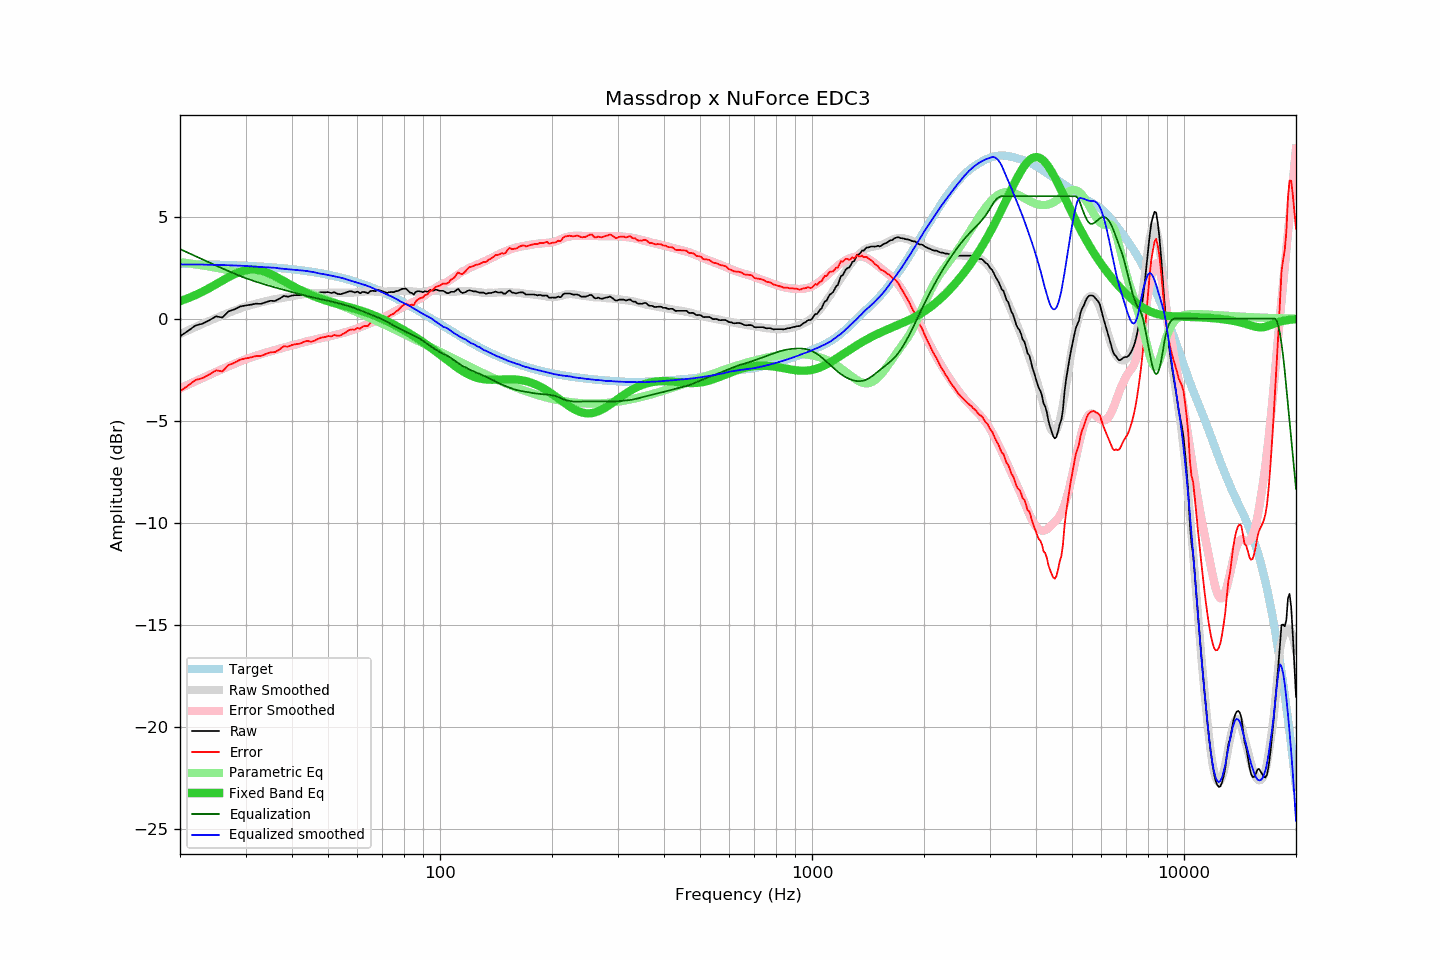 Massdrop x NuForce EDC3
Amplitude (dBr)
5
0
−5
−10
−15
−20
−25
Target
Raw Smoothed
Error Smoothed
Raw
Error
Parametric Eq
Fixed Band Eq
Equalization
Equalized smoothed
100
1000
10000
Frequency (Hz)